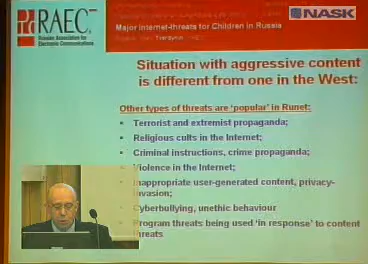 RAEC
Russian Association for
Electronic Communications
NASK
Major Internet-threats for Children in Russia
Situation with aggressive content
is different from one in the West:
Other types of threats are 'popular' in Runet:
▪ Terrorist and extremist propaganda;
▪ Religious cults in the Internet;
▪ Criminal instructions, crime propaganda;
▪ Violence in the Internet;
Inappropriate user-generated content, privacy-
invasion;
Cyberbullying, unethic behaviour
Program threats being used 'in response' to content
threats